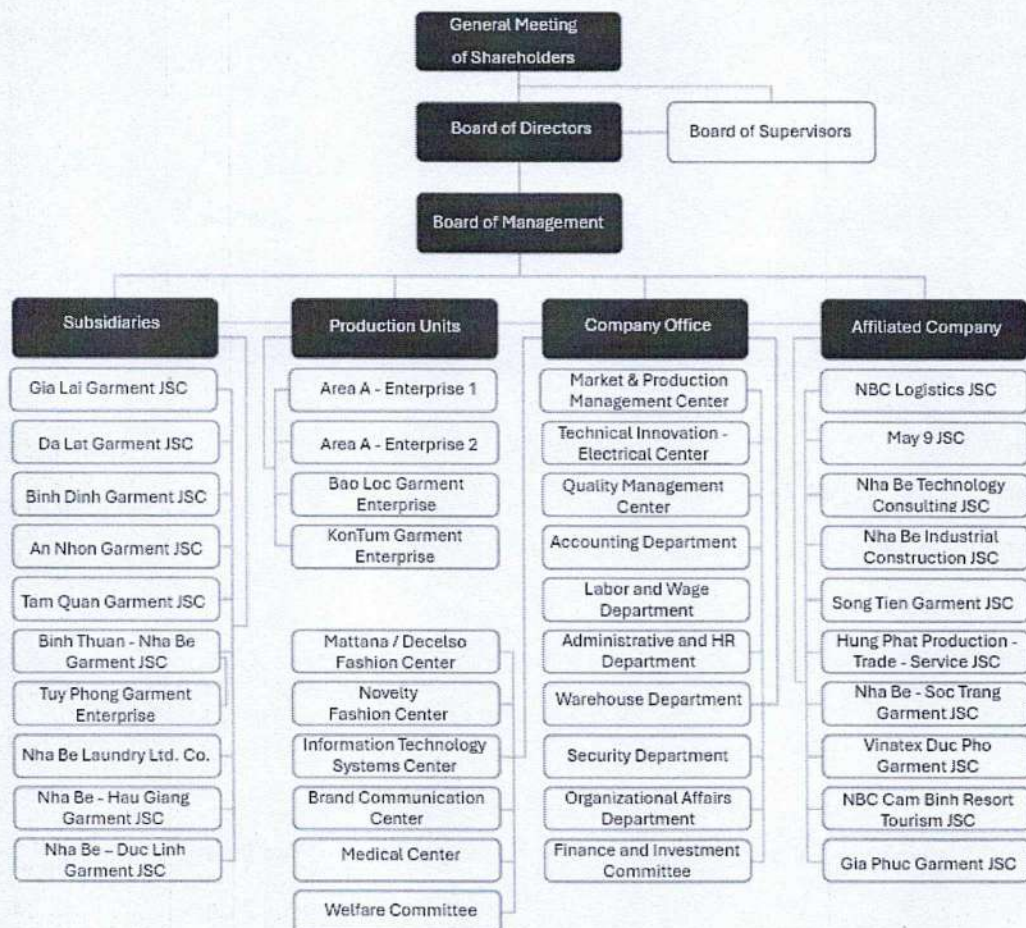 General Meeting
of Shareholders
Board of Directors
Board of Supervisors
Board of Management
Subsidiaries
Production Units
Company Office
Affiliated Company
Gia Lai Garment JSC
Da Lat Garment JSC
Binh Dinh Garment JSC
An Nhon Garment JSC
Tam Quan Garment JSC
Binh Thuan - Nha Be
Garment JSC
Tuy Phong Garment
Enterprise
Nha Be Laundry Ltd. Co.
Nha Be - Hau Giang
Garment JSC
Nha Be – Duc Linh
Garment JSC
Area A - Enterprise 1
Area A - Enterprise 2
Bao Loc Garment
Enterprise
KonTum Garment
Enterprise
Mattana / Decelso
Fashion Center
Novelty
Fashion Center
Information Technology
Systems Center
Brand Communication
Center
Medical Center
Welfare Committee
Market & Production
Management Center
Technical Innovation -
Electrical Center
Quality Management
Center
Accounting Department
Labor and Wage
Department
Administrative and HR
Department
Warehouse Department
Security Department
Organizational Affairs
Department
Finance and Investment
Committee
NBC Logistics JSC
May 9 JSC
Nha Be Technology
Consulting JSC
Nha Be Industrial
Construction JSC
Song Tien Garment JSC
Hung Phat Production -
Trade - Service JSC
Nha Be - Soc Trang
Garment JSC
Vinatex Duc Pho
Garment JSC
NBC Cam Binh Resort
Tourism JSC
Gia Phuc Garment JSC